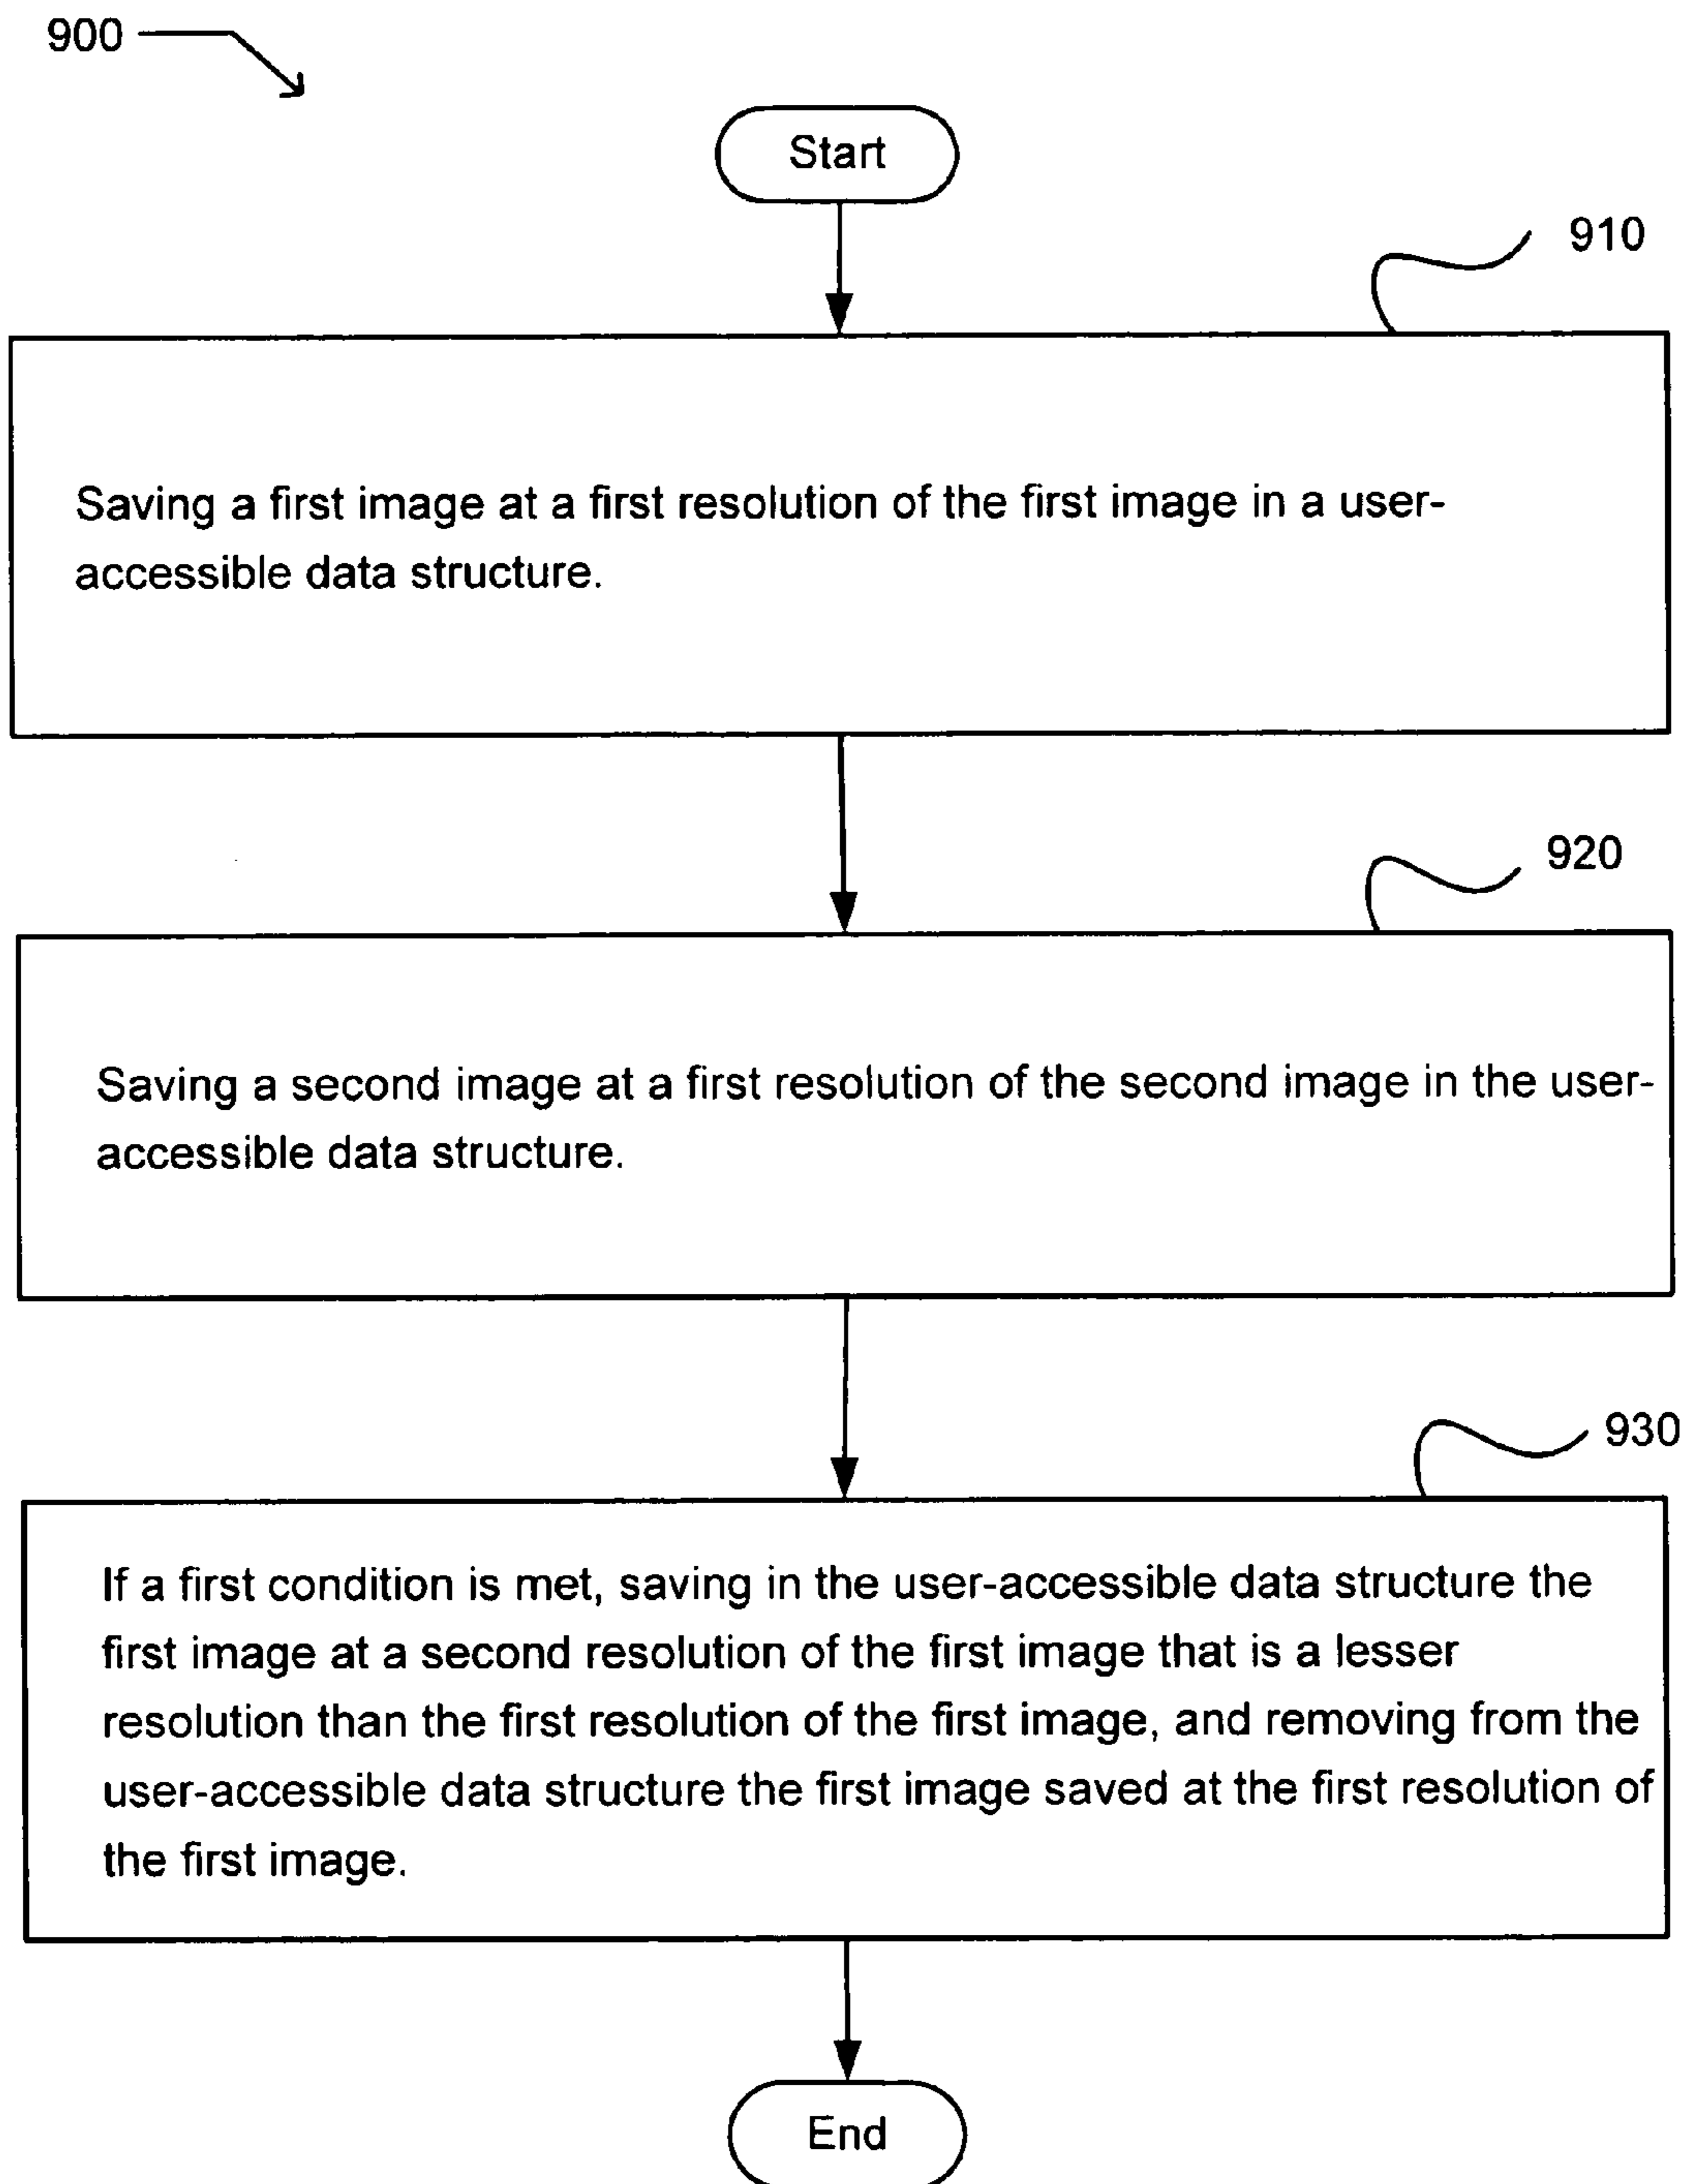 900
Start
910
Saving a first image at a first resolution of the first image in a user-
accessible data structure.
920
Saving a second image at a first resolution of the second image in the user-
accessible data structure.
930
If a first condition is met, saving in the user-accessible data structure the
first image at a second resolution of the first image that is a lesser
resolution than the first resolution of the first image, and removing from the
user-accessible data structure the first image saved at the first resolution of
the first image.
End